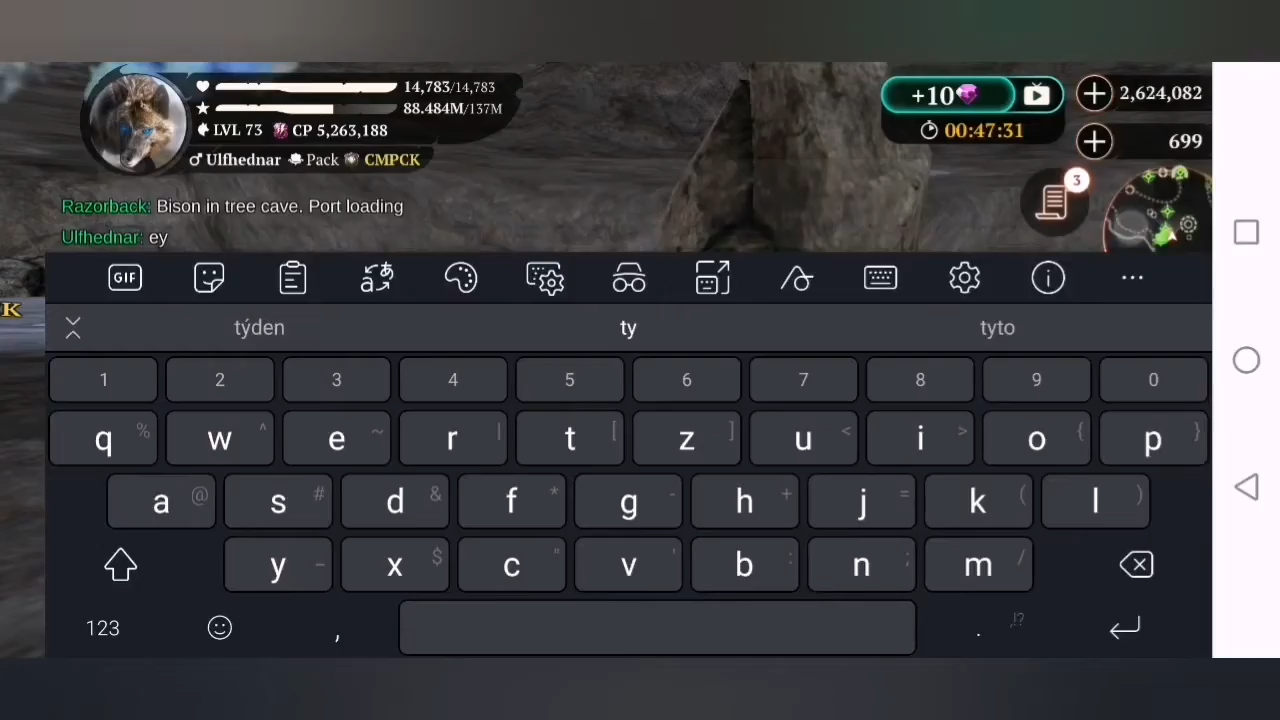 14,783/14,783
88.484M/137M
LVL 73 CP 5,263,188
Ulfhednar Pack CMPCK
+10
00:47:31
2,624,082
699
3
Razorback: Bison in tree cave. Port loading
Ulfhednar: ey
K
GIF
týden ty tyto
1 2 3 4 5 6 7 8 9 0
q % w ^ e ~ r | t [ z ] u < i > o { p }
a @ s # d & f * g - h + j = k ( l )
y _ x $ c " v ' b : n ; m /
123 , . ,!?